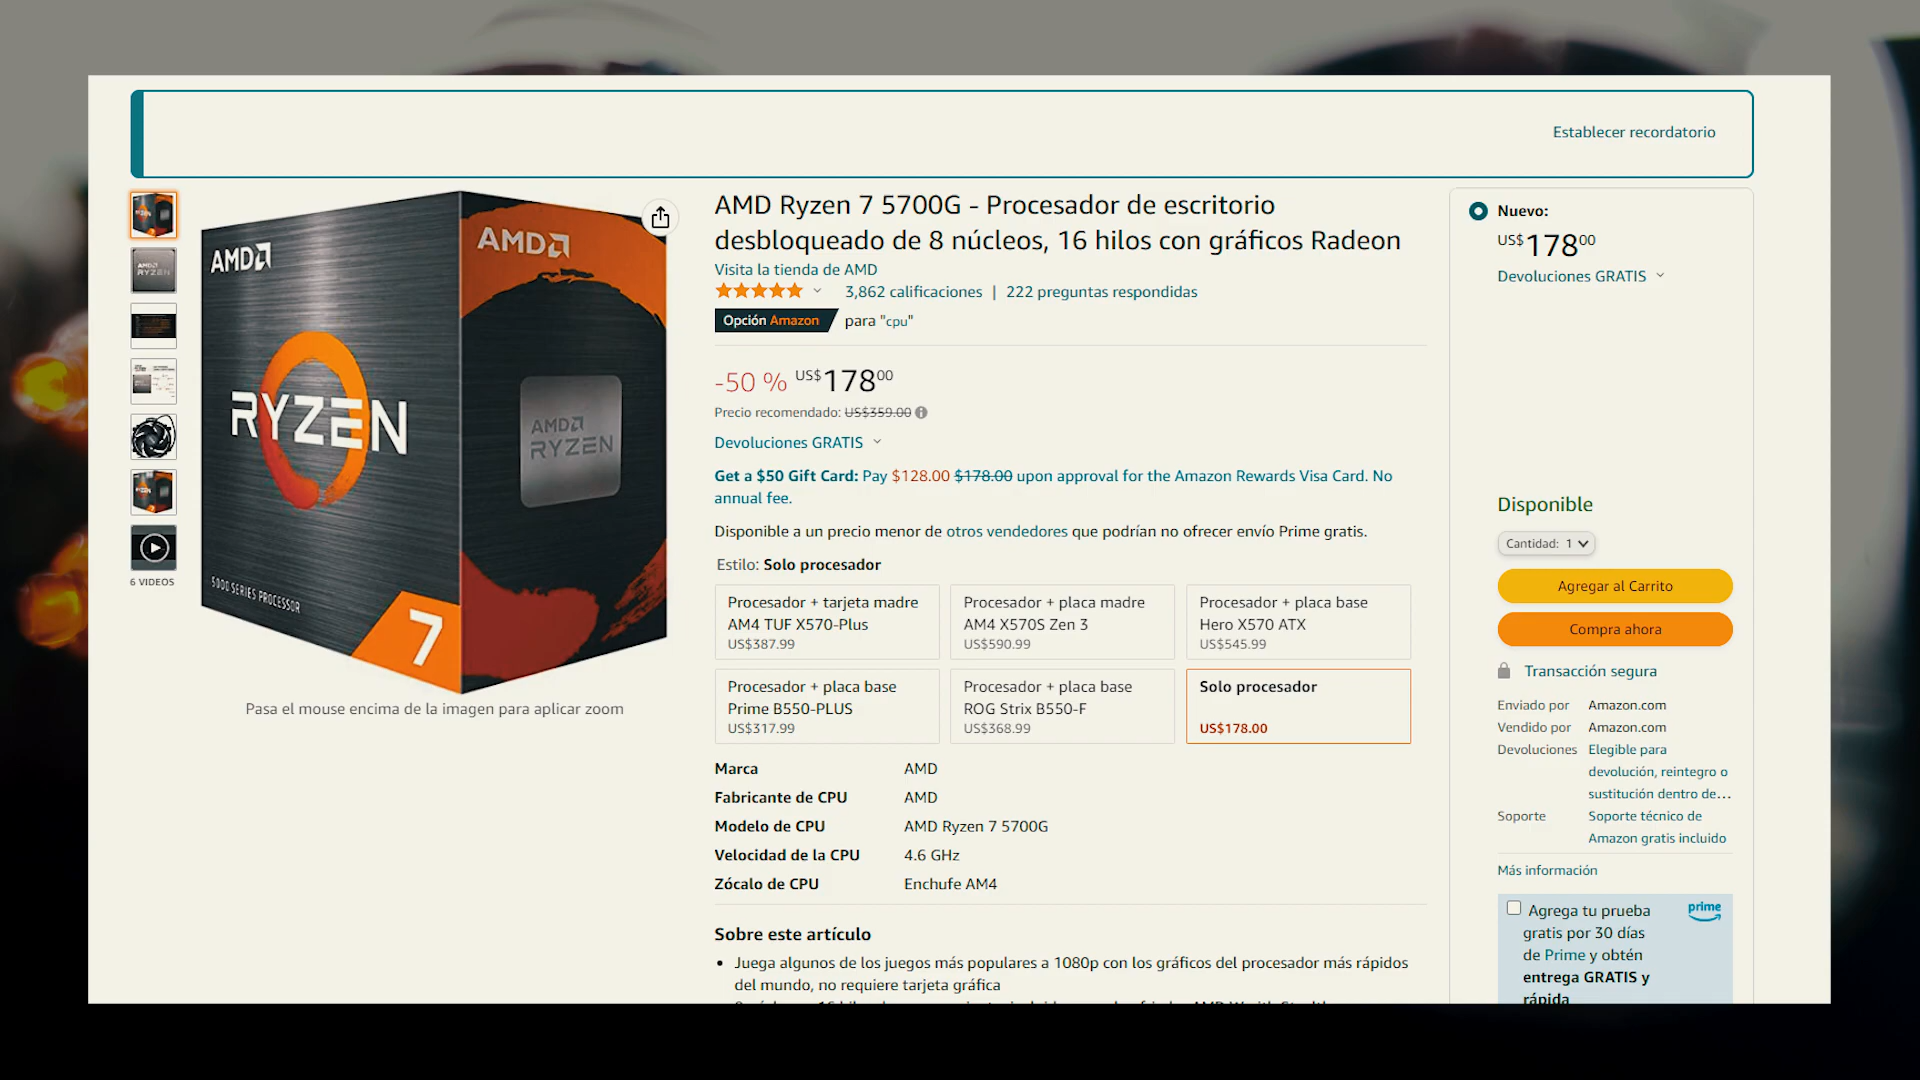 Establecer recordatorio
AMD
AMD
RYZEN
AMD
RYZEN
5000 SERIES PROCESSOR
7
6 VIDEOS
Pasa el mouse encima de la imagen para aplicar zoom
AMD Ryzen 7 5700G - Procesador de escritorio
desbloqueado de 8 núcleos, 16 hilos con gráficos Radeon
Visita la tienda de AMD
3,862 calificaciones | 222 preguntas respondidas
Opción Amazon para "cpu"
-50 % US$17800
Precio recomendado: US$359.00
Devoluciones GRATIS
Get a $50 Gift Card: Pay $128.00 $178.00 upon approval for the Amazon Rewards Visa Card. No
annual fee.
Disponible a un precio menor de otros vendedores que podrían no ofrecer envío Prime gratis.
Estilo: Solo procesador
Procesador + tarjeta madre
AM4 TUF X570-Plus
US$387.99
Procesador + placa madre
AM4 X570S Zen 3
US$590.99
Procesador + placa base
Hero X570 ATX
US$545.99
Procesador + placa base
Prime B550-PLUS
US$317.99
Procesador + placa base
ROG Strix B550-F
US$368.99
Solo procesador
US$178.00
Marca AMD
Fabricante de CPU AMD
Modelo de CPU AMD Ryzen 7 5700G
Velocidad de la CPU 4.6 GHz
Zócalo de CPU Enchufe AM4
Sobre este artículo
• Juega algunos de los juegos más populares a 1080p con los gráficos del procesador más rápidos
del mundo, no requiere tarjeta gráfica
Nuevo:
US$17800
Devoluciones GRATIS
Disponible
Cantidad: 1
Agregar al Carrito
Compra ahora
Transacción segura
Enviado por Amazon.com
Vendido por Amazon.com
Devoluciones Elegible para
devolución, reintegro o
sustitución dentro de…
Soporte Soporte técnico de
Amazon gratis incluido
Más información
Agrega tu prueba
gratis por 30 días
de Prime y obtén
entrega GRATIS y
rápida
prime